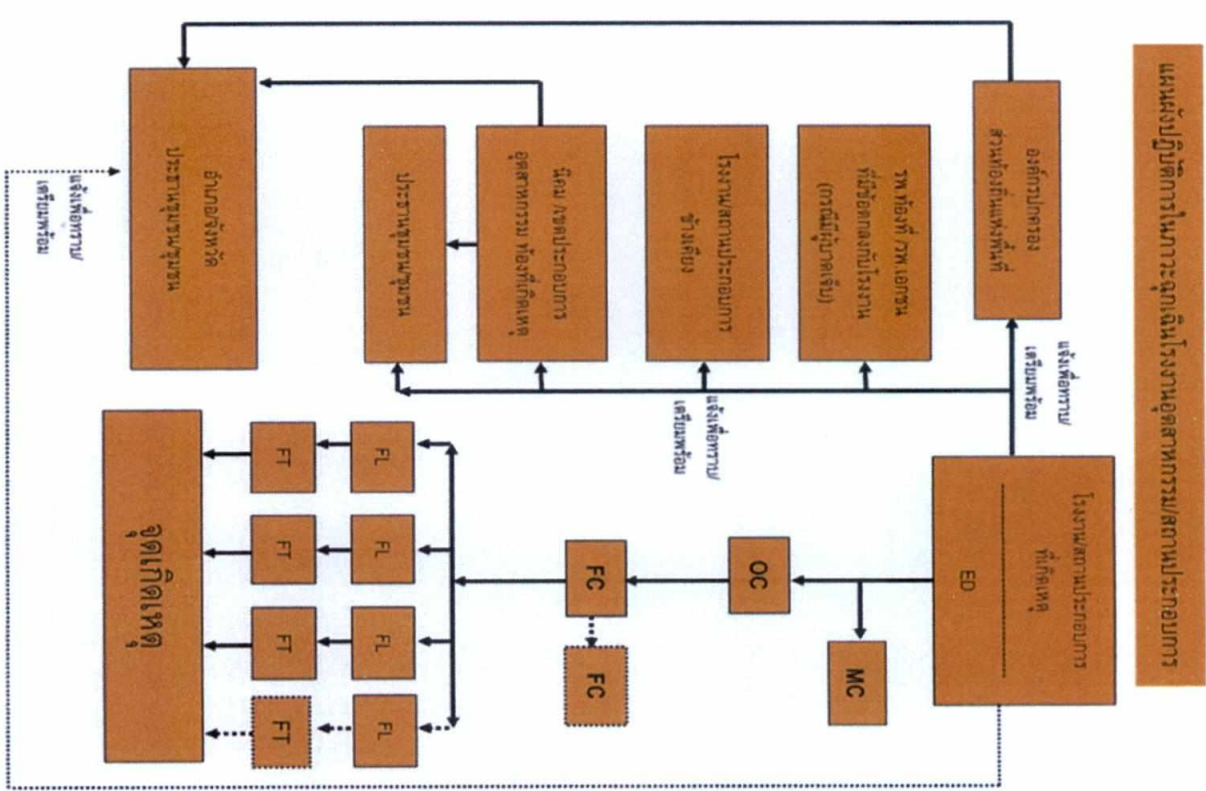 แผนผังปฏิบัติการในภาวะฉุกเฉินโรงงานอุตสาหกรรม/สถานประกอบการ
โรงงาน/สถานประกอบการ
ที่เกิดเหตุ
ED
แจ้งเพื่อทราบ/
เตรียมพร้อม
องค์กรปกครอง
ส่วนท้องถิ่นแห่งพื้นที่
รพ.ท้องที่ /รพ.เอกชน
ที่มีข้อตกลงกับโรงงาน
(กรณีมีผู้บาดเจ็บ)
โรงงาน/สถานประกอบการ
ข้างเคียง
แจ้งเพื่อทราบ/
เตรียมพร้อม
นิคม /เขตประกอบการ
อุตสาหกรรม ท้องที่เกิดเหตุ
ประธานชุมชน/ชุมชน
อำเภอ/จังหวัด
ประธานชุมชน/ชุมชน
แจ้งเพื่อทราบ/
เตรียมพร้อม
MC
OC
FC
FC
FL
FL
FL
FL
FT
FT
FT
FT
จุดเกิดเหตุ